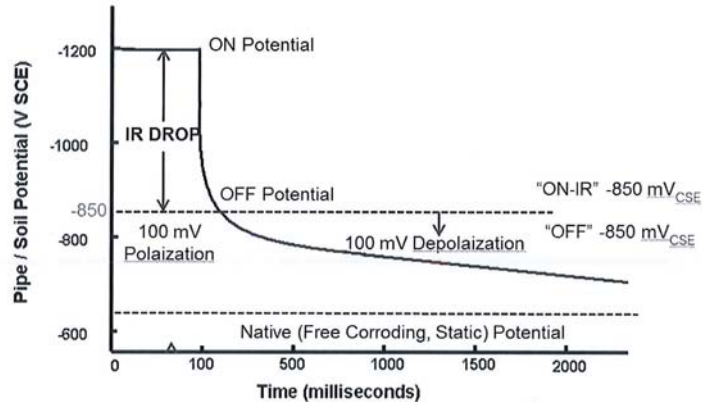 Pipe / Soil Potential (V SCE)
-1200
-1000
-850
-800
-600
ON Potential
IR DROP
OFF Potential
"ON-IR" -850 mVCSE
100 mV
Polaization
100 mV Depolaization
"OFF" -850 mVCSE
Native (Free Corroding, Static) Potential
0 100 500 1000 1500 2000
Time (milliseconds)